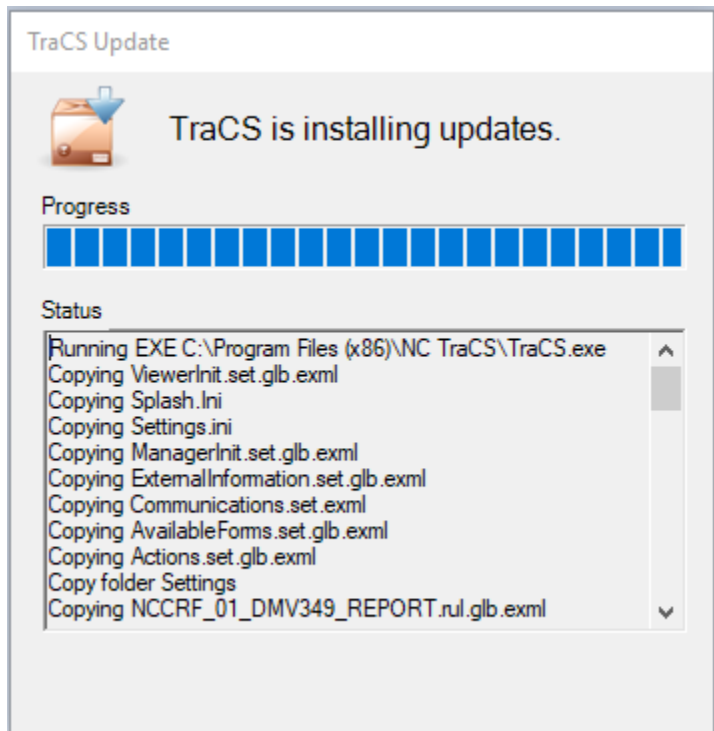 TraCS Update
TraCS is installing updates.
Progress
Status
Running EXE C:\Program Files (x86)\NC TraCS\TraCS.exe
Copying ViewerInit.set.glb.exml
Copying Splash.Ini
Copying Settings.ini
Copying ManagerInit.set.glb.exml
Copying ExternalInformation.set.glb.exml
Copying Communications.set.exml
Copying AvailableForms.set.glb.exml
Copying Actions.set.glb.exml
Copy folder Settings
Copying NCCRF_01_DMV349_REPORT.rul.glb.exml